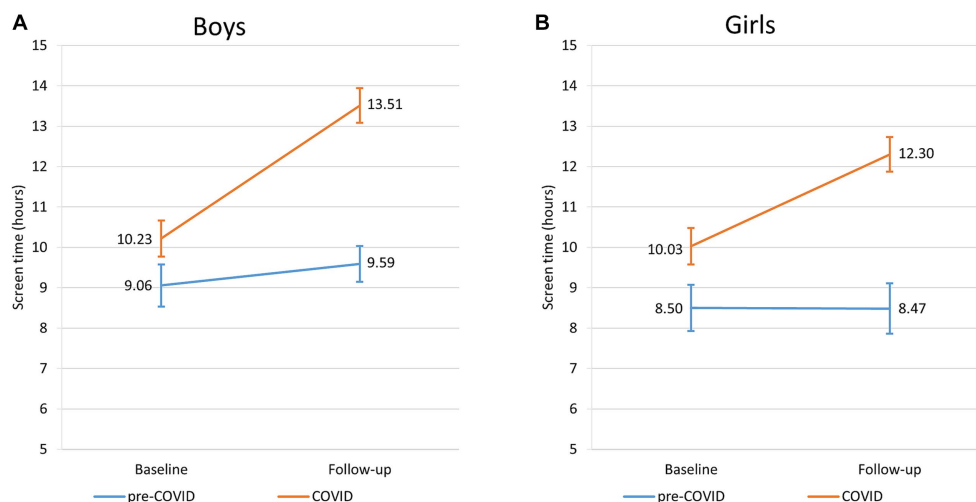 A
Boys
15
14
13
12
11
10
9
8
7
6
5
Screen time (hours)
13.51
10.23
9.06
9.59
Baseline
Follow-up
pre-COVID
COVID
B
Girls
15
14
13
12
11
10
9
8
7
6
5
Screen time (hours)
12.30
10.03
8.50
8.47
Baseline
Follow-up
pre-COVID
COVID